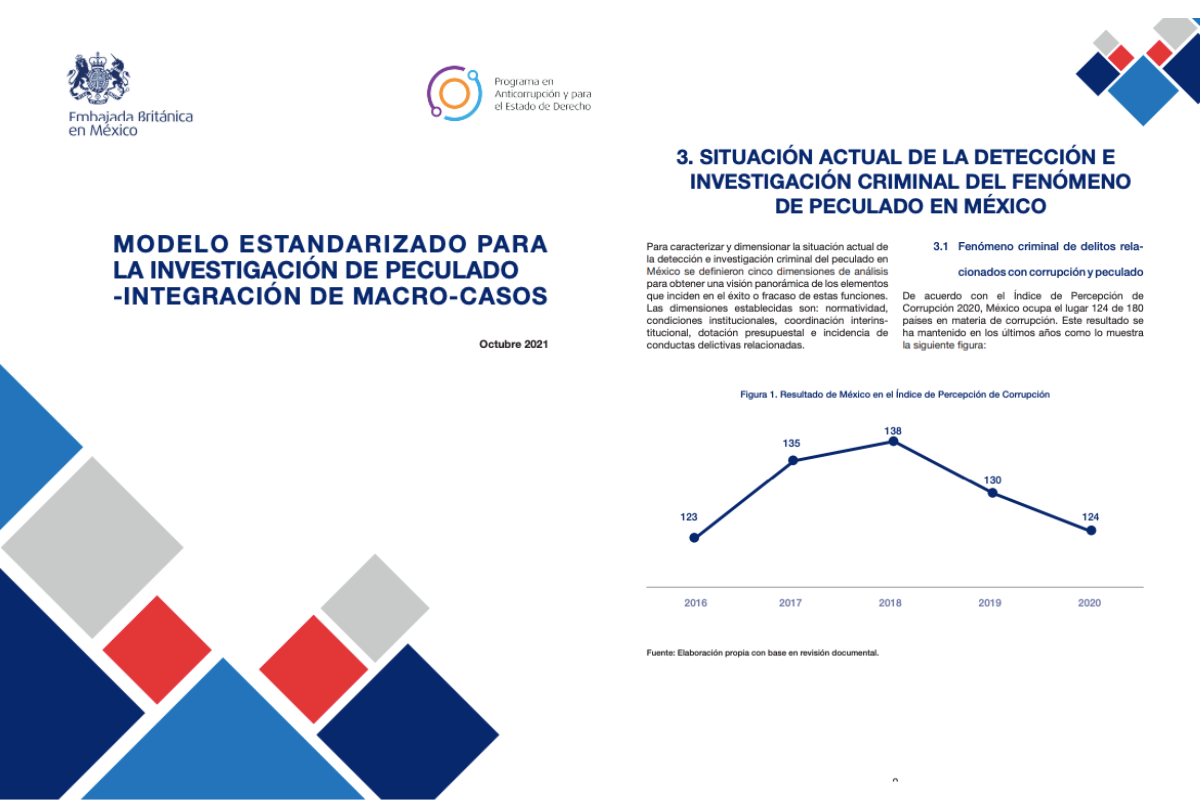 Embajada Británica
en México
Programa en
Anticorrupción y para
el Estado de Derecho
MODELO ESTANDARIZADO PARA
LA INVESTIGACIÓN DE PECULADO
-INTEGRACIÓN DE MACRO-CASOS
Octubre 2021
3. SITUACIÓN ACTUAL DE LA DETECCIÓN E
INVESTIGACIÓN CRIMINAL DEL FENÓMENO
DE PECULADO EN MÉXICO
Para caracterizar y dimensionar la situación actual de
la detección e investigación criminal del peculado en
México se definieron cinco dimensiones de análisis
para obtener una visión panorámica de los elementos
que inciden en el éxito o fracaso de estas funciones.
Las dimensiones establecidas son: normatividad,
condiciones institucionales, coordinación interins-
titucional, dotación presupuestal e incidencia de
conductas delictivas relacionadas.
3.1 Fenómeno criminal de delitos rela-
cionados con corrupción y peculado
De acuerdo con el Índice de Percepción de
Corrupción 2020, México ocupa el lugar 124 de 180
países en materia de corrupción. Este resultado se
ha mantenido en los últimos años como lo muestra
la siguiente figura:
Figura 1. Resultado de México en el Índice de Percepción de Corrupción
123
135
138
130
124
2016
2017
2018
2019
2020
Fuente: Elaboración propia con base en revisión documental.